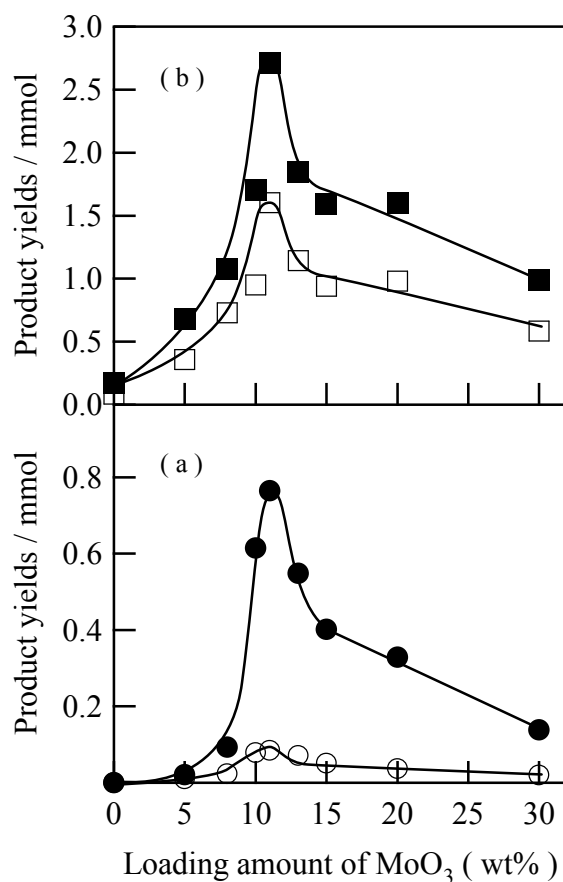 3.0
2.5
2.0
1.5
1.0
0.5
0.0
Product yields / mmol
( b )
0.8
0.6
0.4
0.2
Product yields / mmol
( a )
0 5 10 15 20 25 30
Loading amount of MoO₃ ( wt% )